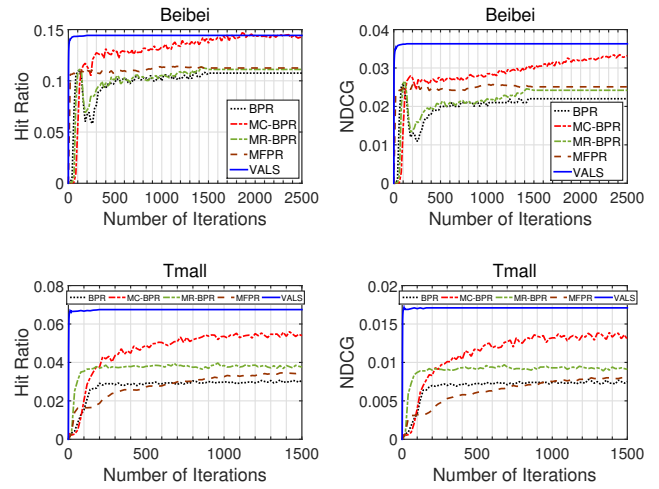 Beibei
Hit Ratio
0.15
0.10
0.05
0
BPR
MC-BPR
MR-BPR
MFPR
VALS
0 500 1000 1500 2000 2500
Number of Iterations
Beibei
NDCG
0.04
0.03
0.02
0.01
0
BPR
MC-BPR
MR-BPR
MFPR
VALS
0 500 1000 1500 2000 2500
Number of Iterations
Tmall
Hit Ratio
0.08
0.06
0.04
0.02
0
BPR MC-BPR MR-BPR MFPR VALS
0 500 1000 1500
Number of Iterations
Tmall
NDCG
0.02
0.015
0.01
0.005
0
BPR MC-BPR MR-BPR MFPR VALS
0 500 1000 1500
Number of Iterations